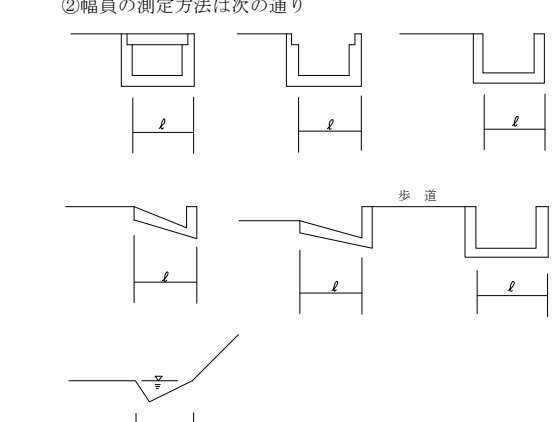 ②幅員の測定方法は次の通り
ℓ ℓ ℓ
歩 道
ℓ ℓ ℓ